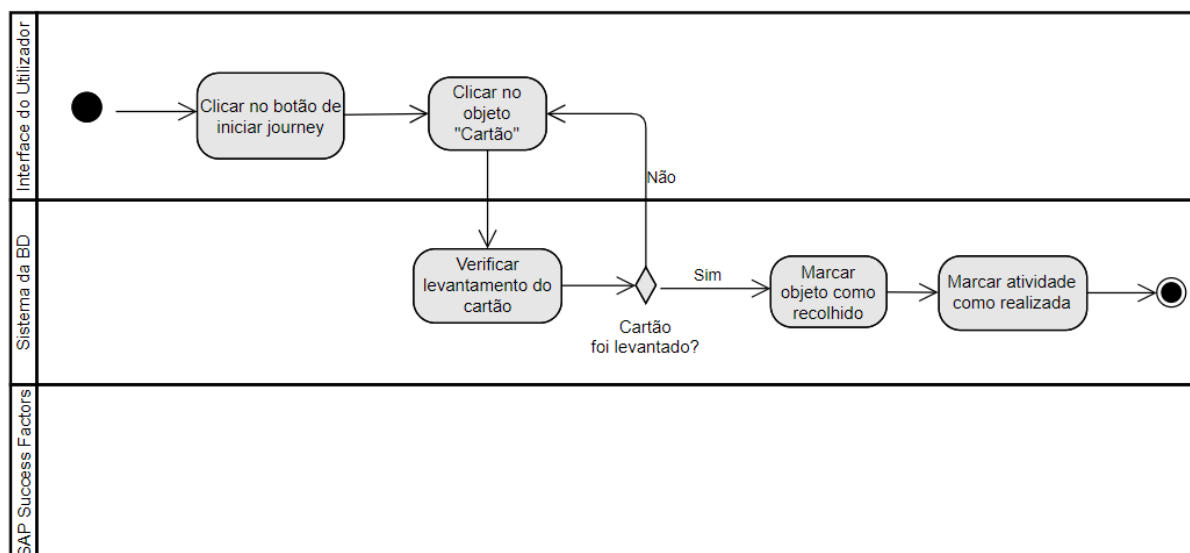 Interface do Utilizador
Clicar no botão de
iniciar journey
Clicar no
objeto
"Cartão"
Não
Sistema da BD
Verificar
levantamento do
cartão
Cartão
foi levantado?
Sim
Marcar
objeto como
recolhido
Marcar atividade
como realizada
SAP Success Factors